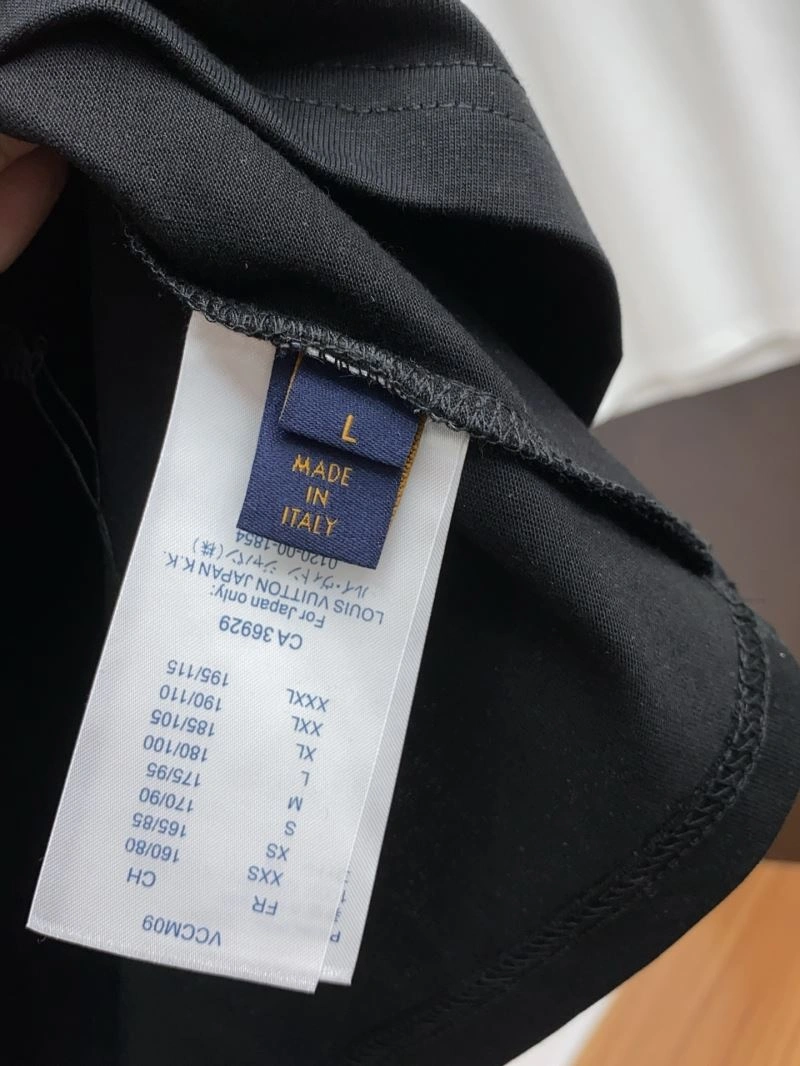 L
MADE
IN
ITALY
VCCM09
FR CH
XXS 160/80
XS 165/85
S 170/90
M 175/95
L 180/100
XL 185/105
XXL 190/110
XXXL 195/115
CA 36929
For Japan only:
LOUIS VUITTON JAPAN K.K.
ルイ・ヴィトン ジャパン (株)
0120-00-1854